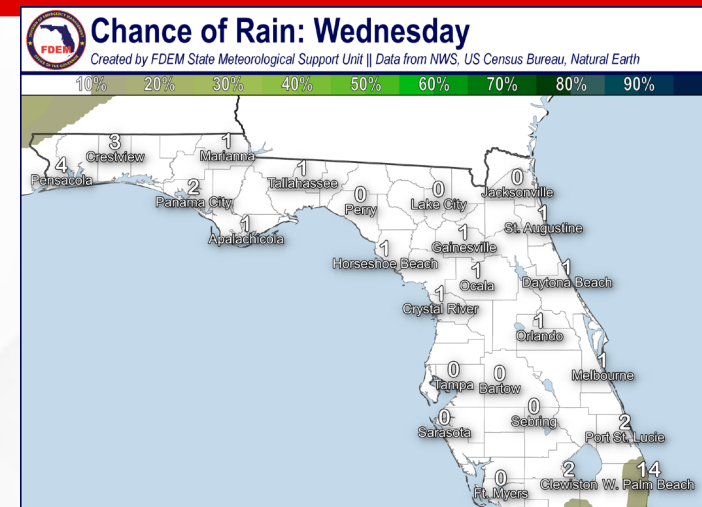 Chance of Rain: Wednesday
FDEM
Created by FDEM State Meteorological Support Unit || Data from NWS, US Census Bureau, Natural Earth
10% 20% 30% 40% 50% 60% 70% 80% 90%
3
Crestview
1
Marianna
4
Pensacola
1
Tallahassee
2
Panama City
0
Perry
0
Lake City
0
Jacksonville
1
Apalachicola
1
St. Augustine
1
Gainesville
1
Horseshoe Beach
1
Ocala
1
Daytona Beach
1
Crystal River
1
Orlando
1
Melbourne
0
Tampa
0
Bartow
0
Sarasota
0
Sebring
2
Port St. Lucie
0
Ft. Myers
2
Clewiston
14
W. Palm Beach